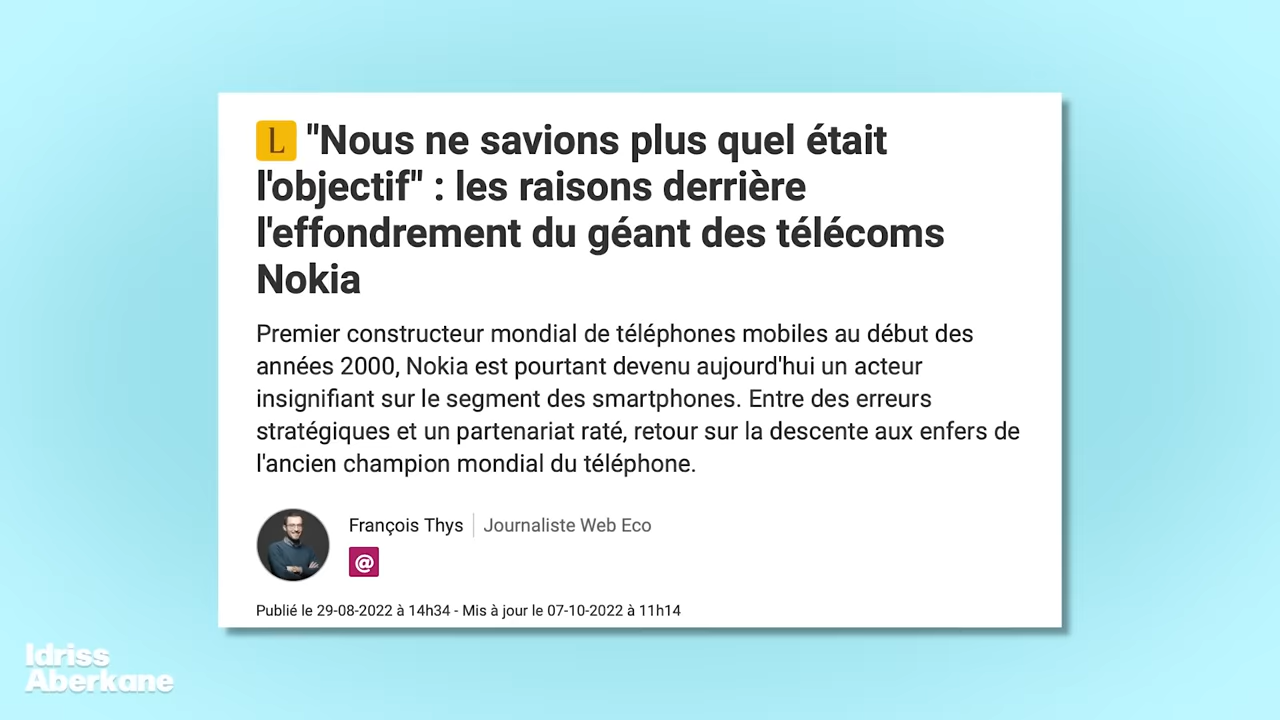 L "Nous ne savions plus quel était
l'objectif" : les raisons derrière
l'effondrement du géant des télécoms
Nokia
Premier constructeur mondial de téléphones mobiles au début des
années 2000, Nokia est pourtant devenu aujourd'hui un acteur
insignifiant sur le segment des smartphones. Entre des erreurs
stratégiques et un partenariat raté, retour sur la descente aux enfers de
l'ancien champion mondial du téléphone.
François Thys | Journaliste Web Eco
@
Publié le 29-08-2022 à 14h34 - Mis à jour le 07-10-2022 à 11h14
Idriss
Aberkane